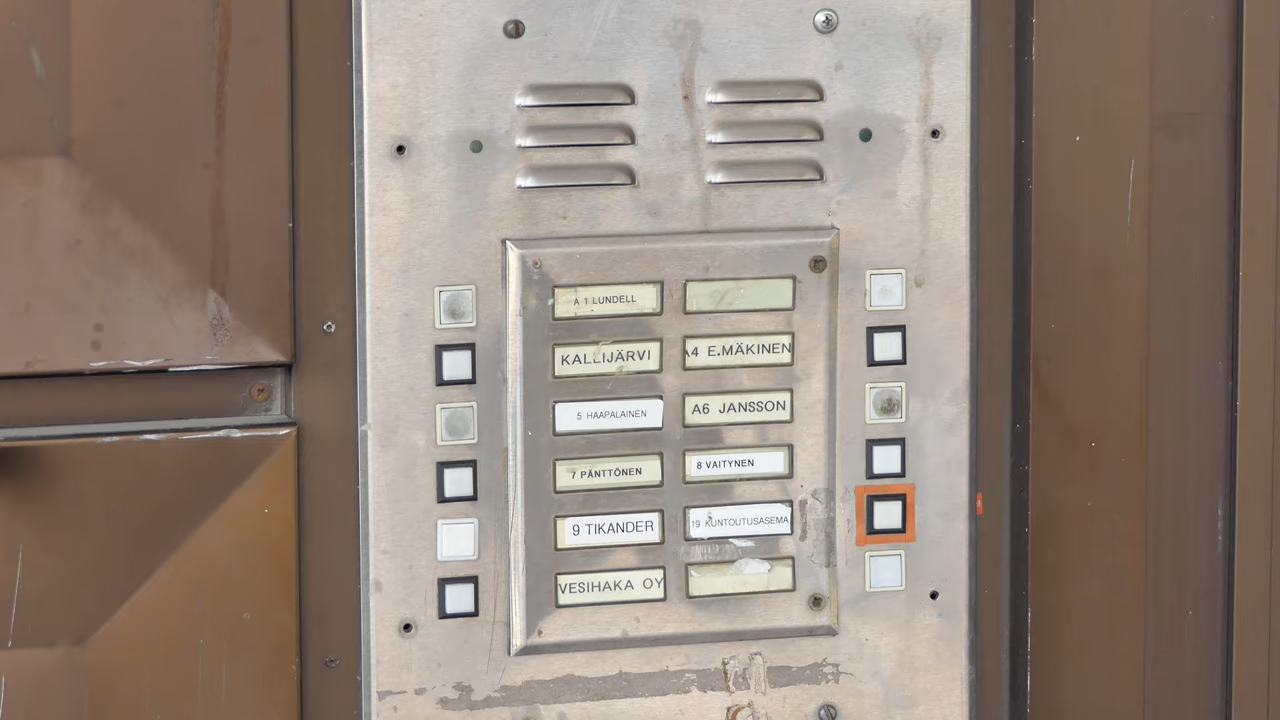 A 1 LUNDELL
KALLIJÄRVI
A4 E.MÄKINEN
5 HAAPALAINEN
A6 JANSSON
7 PÄNTTÖNEN
8 VAITYNEN
9 TIKANDER
19 KUNTOUTUSASEMA
VESIHAKA OY